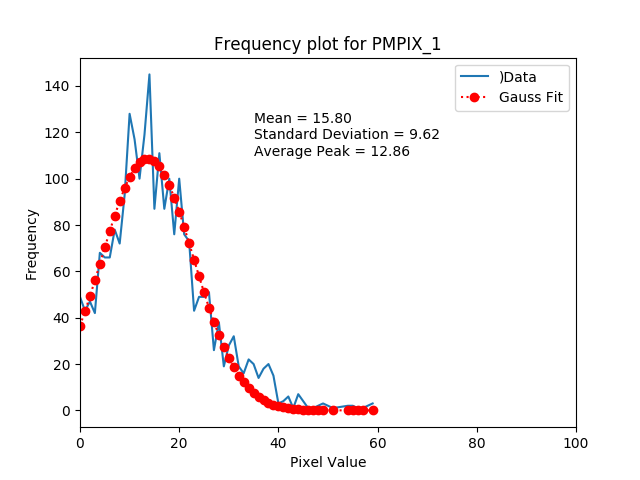 Frequency plot for PMPIX_1
)Data
Gauss Fit
Mean = 15.80
Standard Deviation = 9.62
Average Peak = 12.86
Frequency
140
120
100
80
60
40
20
0
0 20 40 60 80 100
Pixel Value